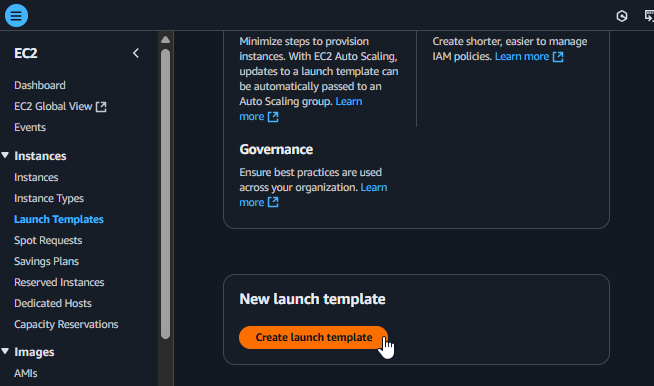 EC2
Dashboard
EC2 Global View
Events
Instances
Instances
Instance Types
Launch Templates
Spot Requests
Savings Plans
Reserved Instances
Dedicated Hosts
Capacity Reservations
Images
AMIs
Minimize steps to provision
instances. With EC2 Auto Scaling,
updates to a launch template can
be automatically passed to an
Auto Scaling group. Learn
more
Create shorter, easier to manage
IAM policies. Learn more
Governance
Ensure best practices are used
across your organization. Learn
more
New launch template
Create launch template